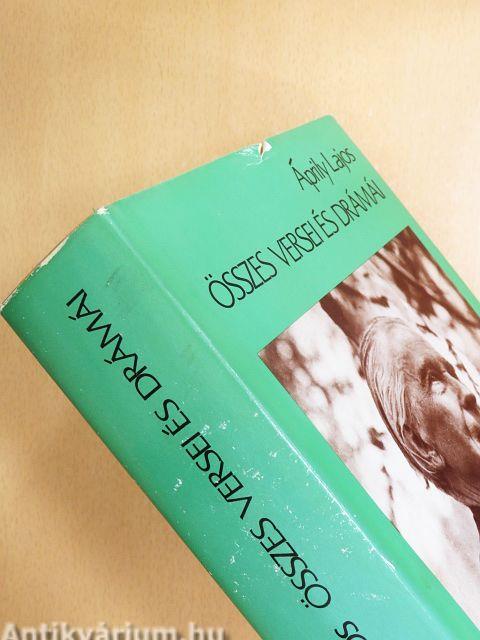 Áprily Lajos
ÖSSZES VERSEI ÉS DRÁMÁI
ÖSSZES VERSEI ÉS DRÁMÁI
Antikvárium.hu